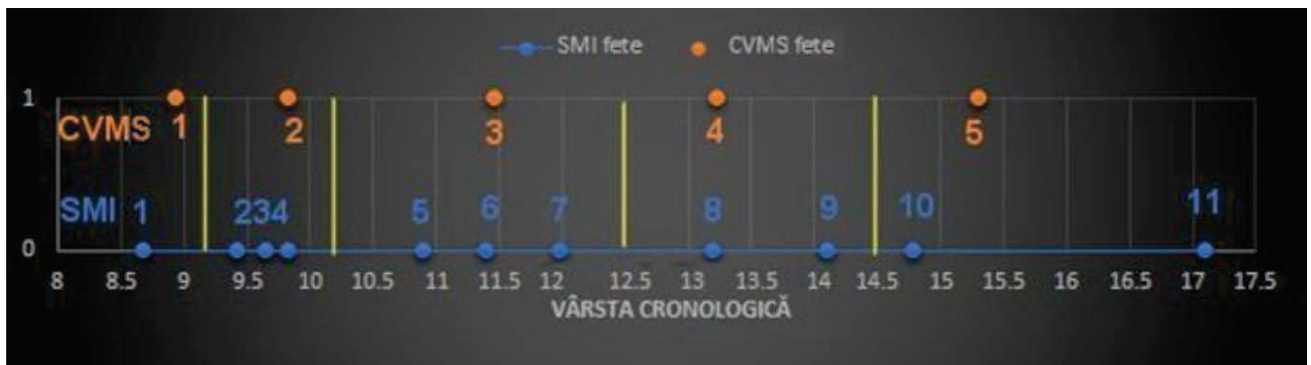 SMI fete CVMS fete
1
CVMS 1 2 3 4 5
SMI 1 234 5 6 7 8 9 10 11
0
8 8.5 9 9.5 10 10.5 11 11.5 12 12.5 13 13.5 14 14.5 15 15.5 16 16.5 17 17.5
VÂRSTA CRONOLOGICĂ